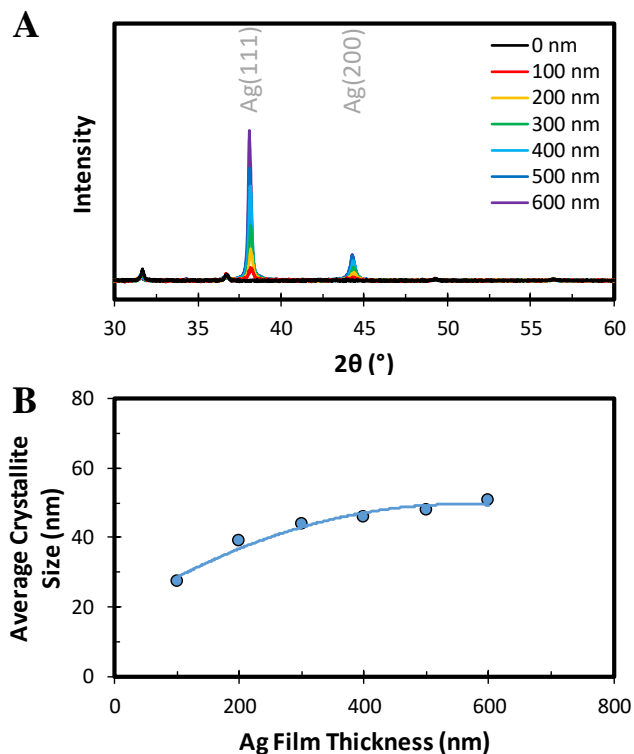 A
Ag(111)
Ag(200)
0 nm
100 nm
200 nm
300 nm
400 nm
500 nm
600 nm
Intensity
30 35 40 45 50 55 60
2θ (°)
B
80
60
40
20
0
Average Crystallite
Size (nm)
0 200 400 600 800
Ag Film Thickness (nm)